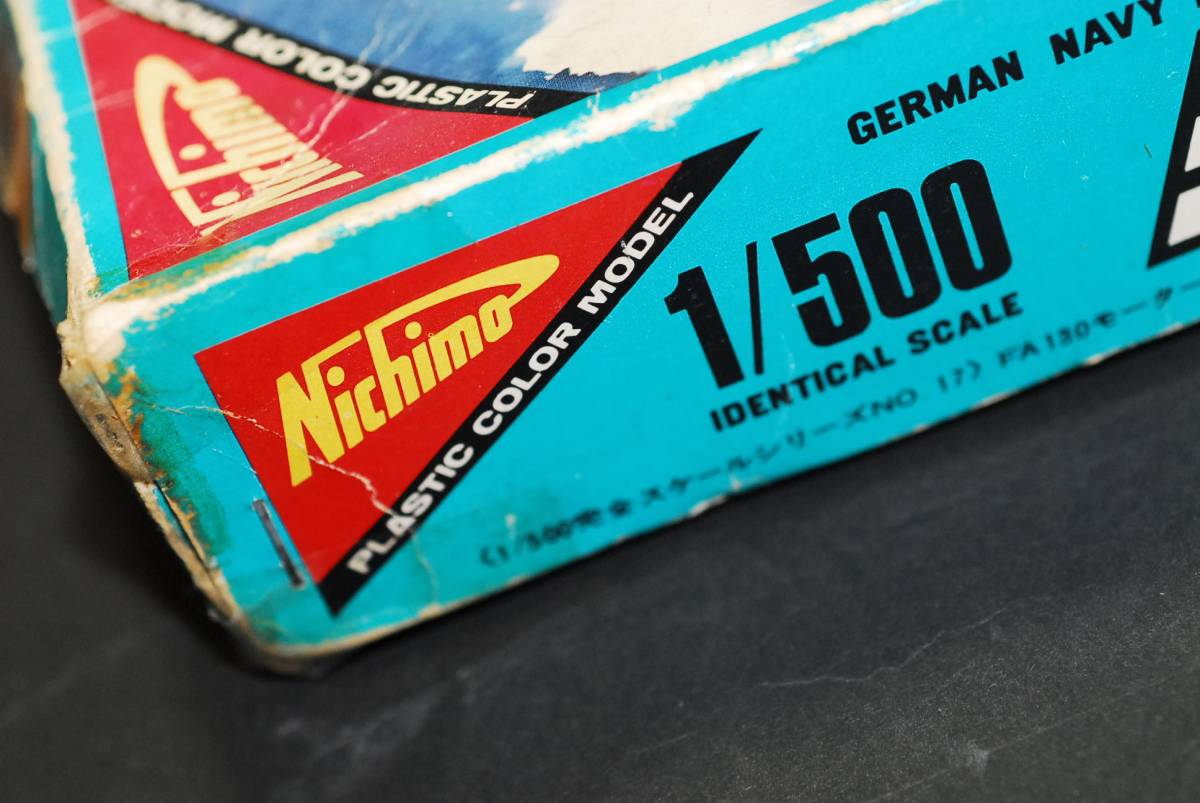 PLASTIC COLOR MODEL
Nichimo
GERMAN NAVY
Nichimo
PLASTIC COLOR MODEL
1/500
IDENTICAL SCALE
(1/500完全スケールシリーズNO. 17) FA130モーター